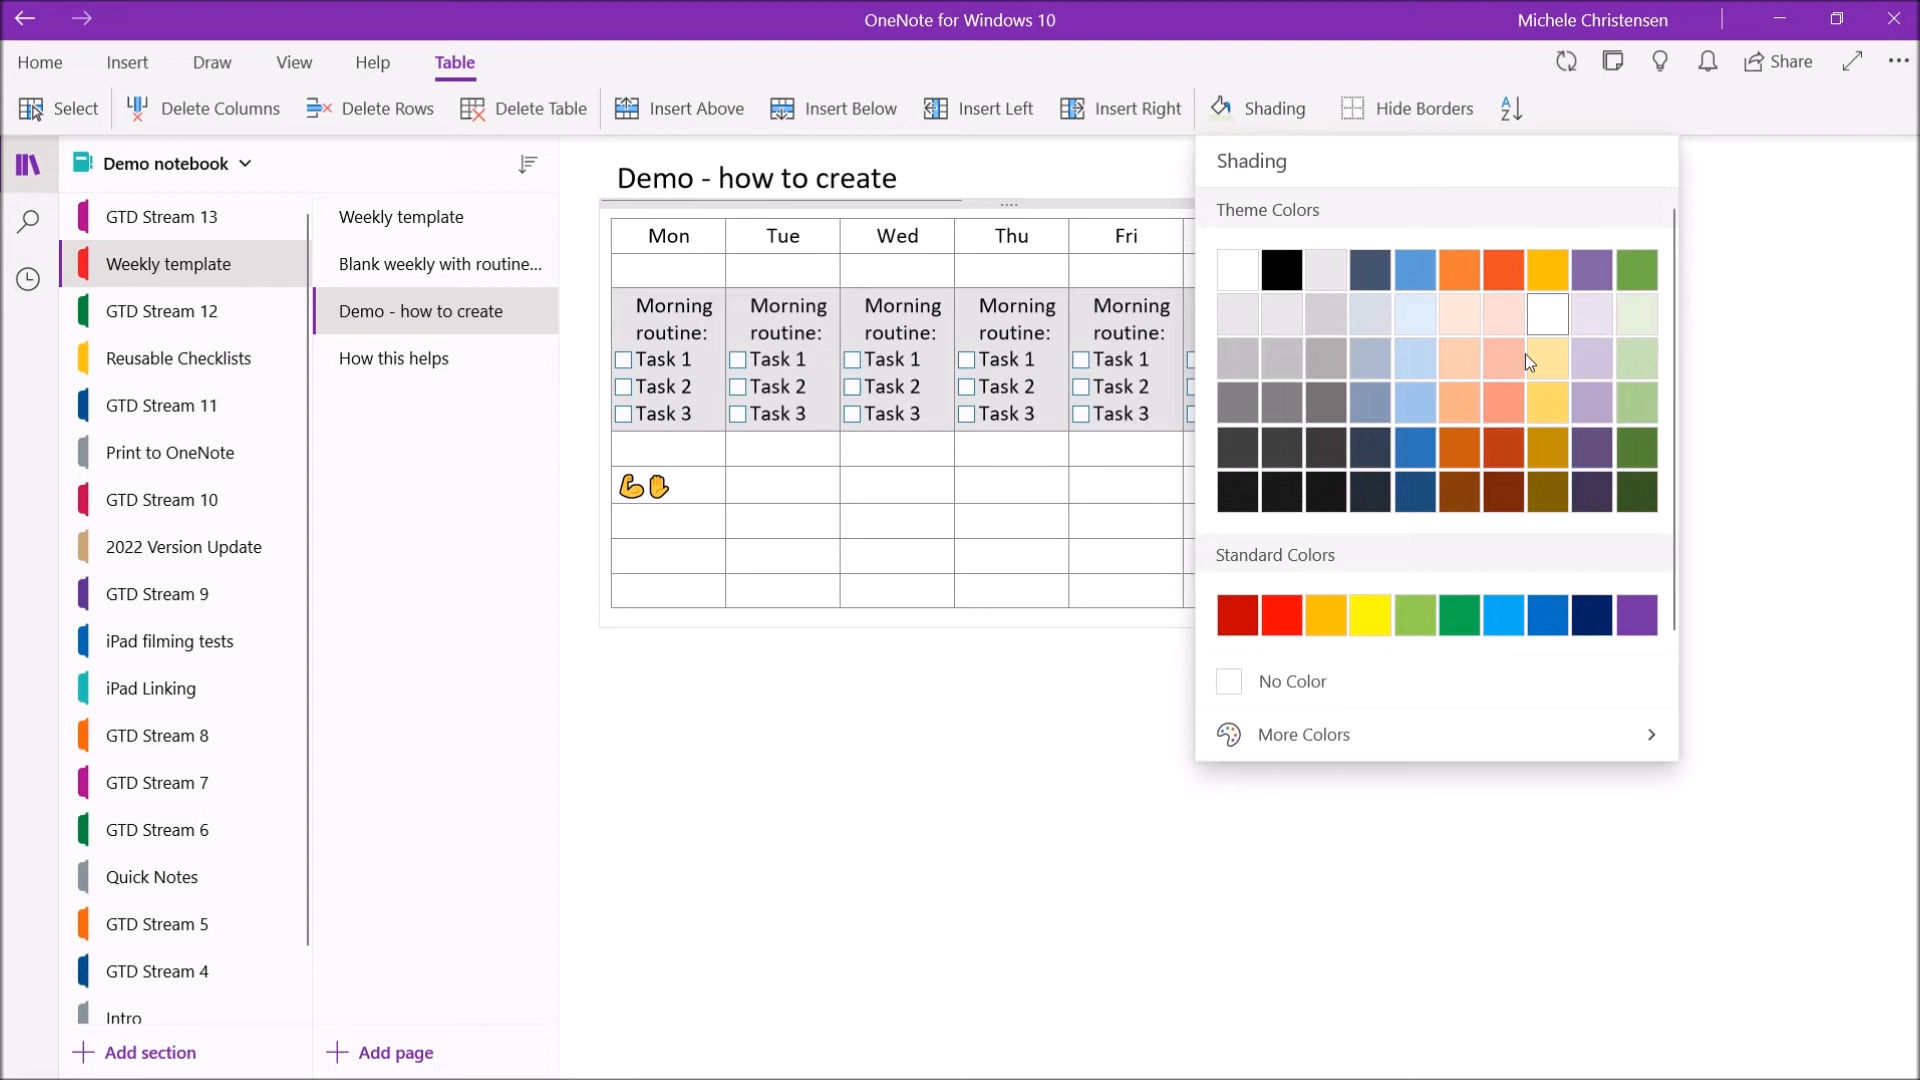 OneNote for Windows 10
Michele Christensen
Home Insert Draw View Help Table
Share
Select Delete Columns Delete Rows Delete Table Insert Above Insert Below Insert Left Insert Right Shading Hide Borders
Demo notebook
GTD Stream 13
Weekly template
GTD Stream 12
Reusable Checklists
GTD Stream 11
Print to OneNote
GTD Stream 10
2022 Version Update
GTD Stream 9
iPad filming tests
iPad Linking
GTD Stream 8
GTD Stream 7
GTD Stream 6
Quick Notes
GTD Stream 5
GTD Stream 4
Intro
Add section
Weekly template
Blank weekly with routine...
Demo - how to create
How this helps
Add page
Demo - how to create
Mon Tue Wed Thu Fri
Morning Morning Morning Morning Morning
routine: routine: routine: routine: routine:
Task 1 Task 1 Task 1 Task 1 Task 1
Task 2 Task 2 Task 2 Task 2 Task 2
Task 3 Task 3 Task 3 Task 3 Task 3
Shading
Theme Colors
Standard Colors
No Color
More Colors